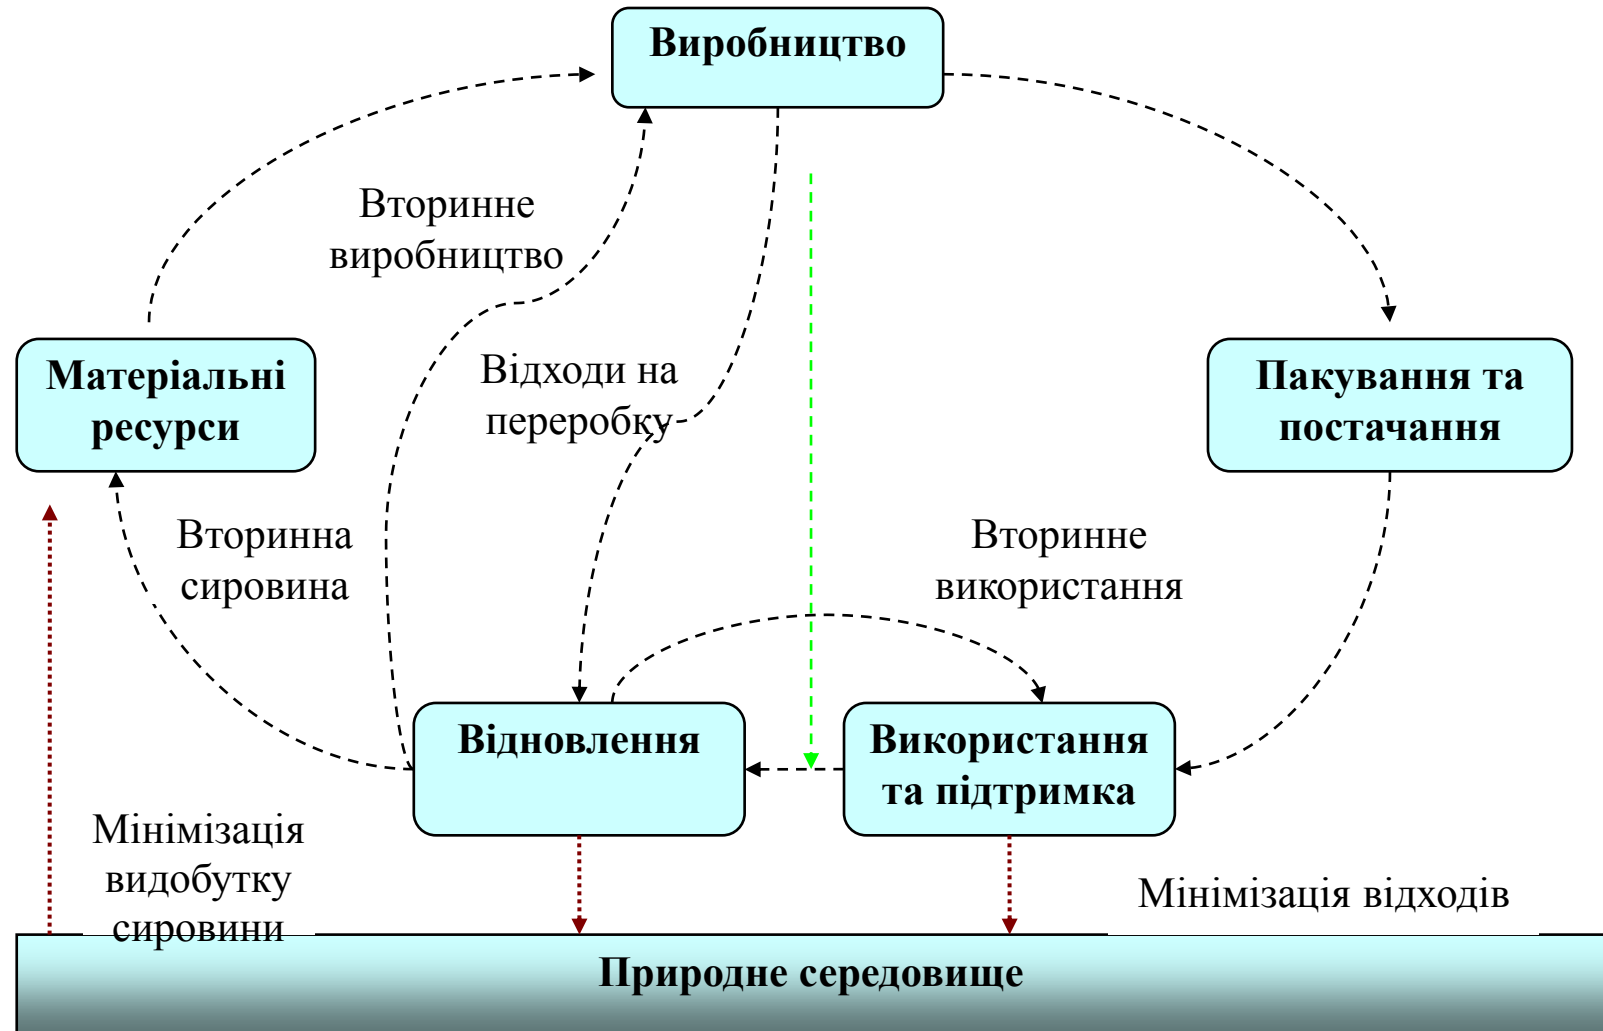 Виробництво
Вторинне
виробництво
Матеріальні
ресурси
Відходи на
переробку
Пакування та
постачання
Вторинна
сировина
Вторинне
використання
Відновлення
Використання
та підтримка
Мінімізація
видобутку
сировини
Мінімізація відходів
Природне середовище